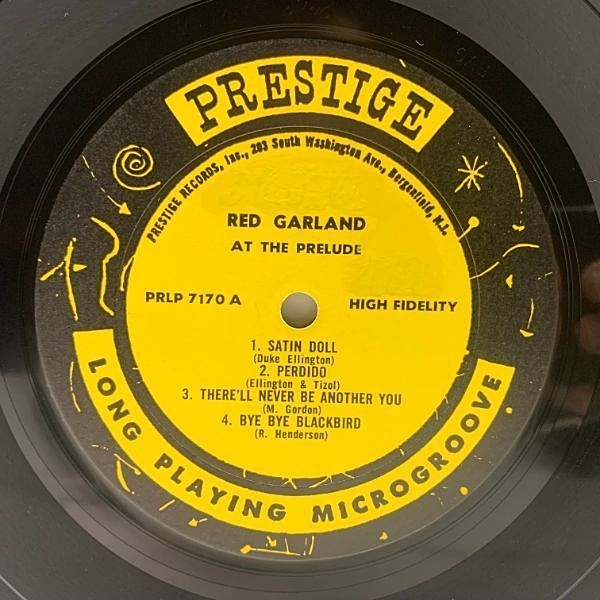 PRESTIGE
PRESTIGE RECORDS, Inc., 203 South Washington Ave., Bergenfield, N.J.
RED GARLAND
AT THE PRELUDE
PRLP 7170 A
HIGH FIDELITY
1. SATIN DOLL
(Duke Ellington)
2. PERDIDO
(Ellington & Tizol)
3. THERE'LL NEVER BE ANOTHER YOU
(M. Gordon)
4. BYE BYE BLACKBIRD
(R. Henderson)
LONG PLAYING MICROGROOVE